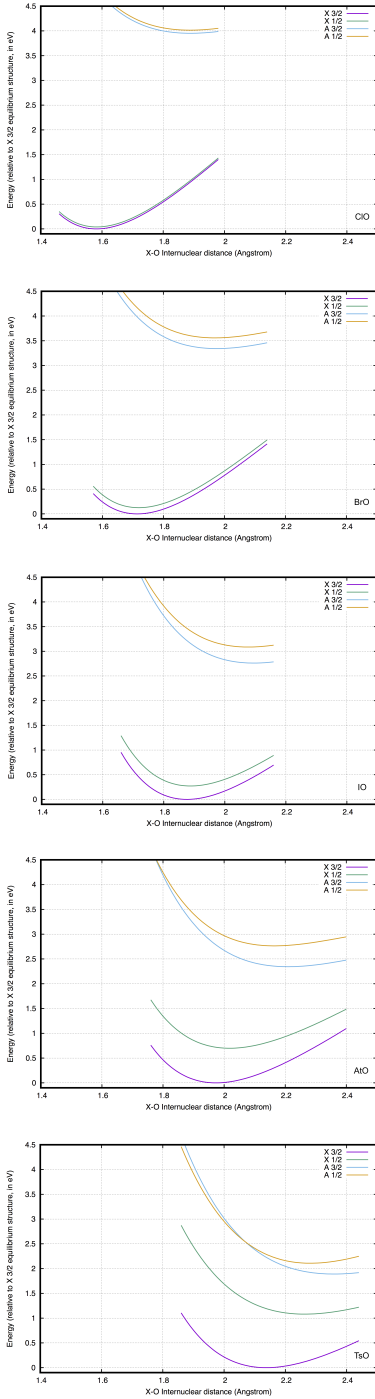 Energy (relative to X 3/2 equilibrium structure, in eV)
4.5
4
3.5
3
2.5
2
1.5
1
0.5
0
X 3/2
X 1/2
A 3/2
A 1/2
ClO
1.4 1.6 1.8 2 2.2 2.4
X-O Internuclear distance (Angstrom)
Energy (relative to X 3/2 equilibrium structure, in eV)
4.5
4
3.5
3
2.5
2
1.5
1
0.5
0
X 3/2
X 1/2
A 3/2
A 1/2
BrO
1.4 1.6 1.8 2 2.2 2.4
X-O Internuclear distance (Angstrom)
Energy (relative to X 3/2 equilibrium structure, in eV)
4.5
4
3.5
3
2.5
2
1.5
1
0.5
0
X 3/2
X 1/2
A 3/2
A 1/2
IO
1.4 1.6 1.8 2 2.2 2.4
X-O Internuclear distance (Angstrom)
Energy (relative to X 3/2 equilibrium structure, in eV)
4.5
4
3.5
3
2.5
2
1.5
1
0.5
0
X 3/2
X 1/2
A 3/2
A 1/2
AtO
1.4 1.6 1.8 2 2.2 2.4
X-O Internuclear distance (Angstrom)
Energy (relative to X 3/2 equilibrium structure, in eV)
4.5
4
3.5
3
2.5
2
1.5
1
0.5
0
X 3/2
X 1/2
A 3/2
A 1/2
TsO
1.4 1.6 1.8 2 2.2 2.4
X-O Internuclear distance (Angstrom)